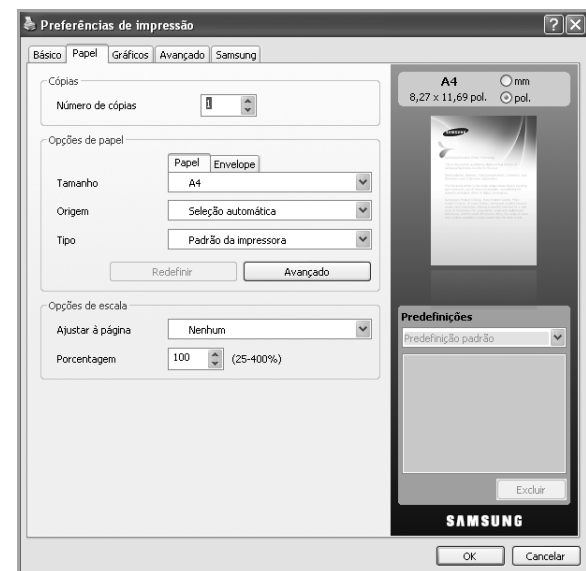 Preferências de impressão
Básico Papel Gráficos Avançado Samsung
Cópias
Número de cópias 1
Opções de papel
Papel Envelope
Tamanho A4
Origem Seleção automática
Tipo Padrão da impressora
Redefinir Avançado
Opções de escala
Ajustar à página Nenhum
Porcentagem 100 (25-400%)
A4 mm
8,27 x 11,69 pol. pol.
SAMSUNG
Predefinições
Predefinição padrão
Excluir
SAMSUNG
OK Cancelar